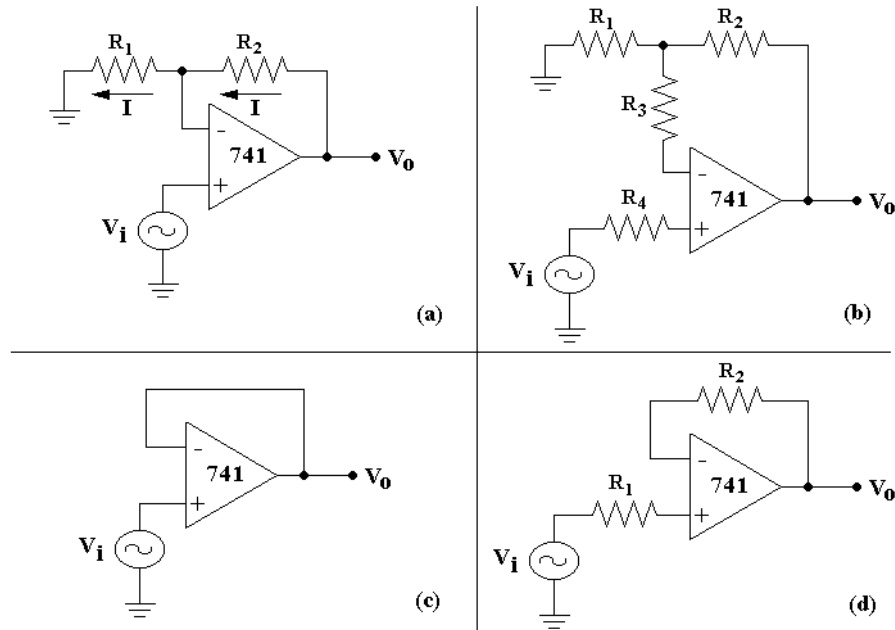 R1 R2
I I
-
741
+
Vo
Vi
(a)
R1 R2
R3
-
741
R4
+
Vo
Vi
(b)
-
741
+
Vo
Vi
(c)
R2
-
741
R1
+
Vo
Vi
(d)